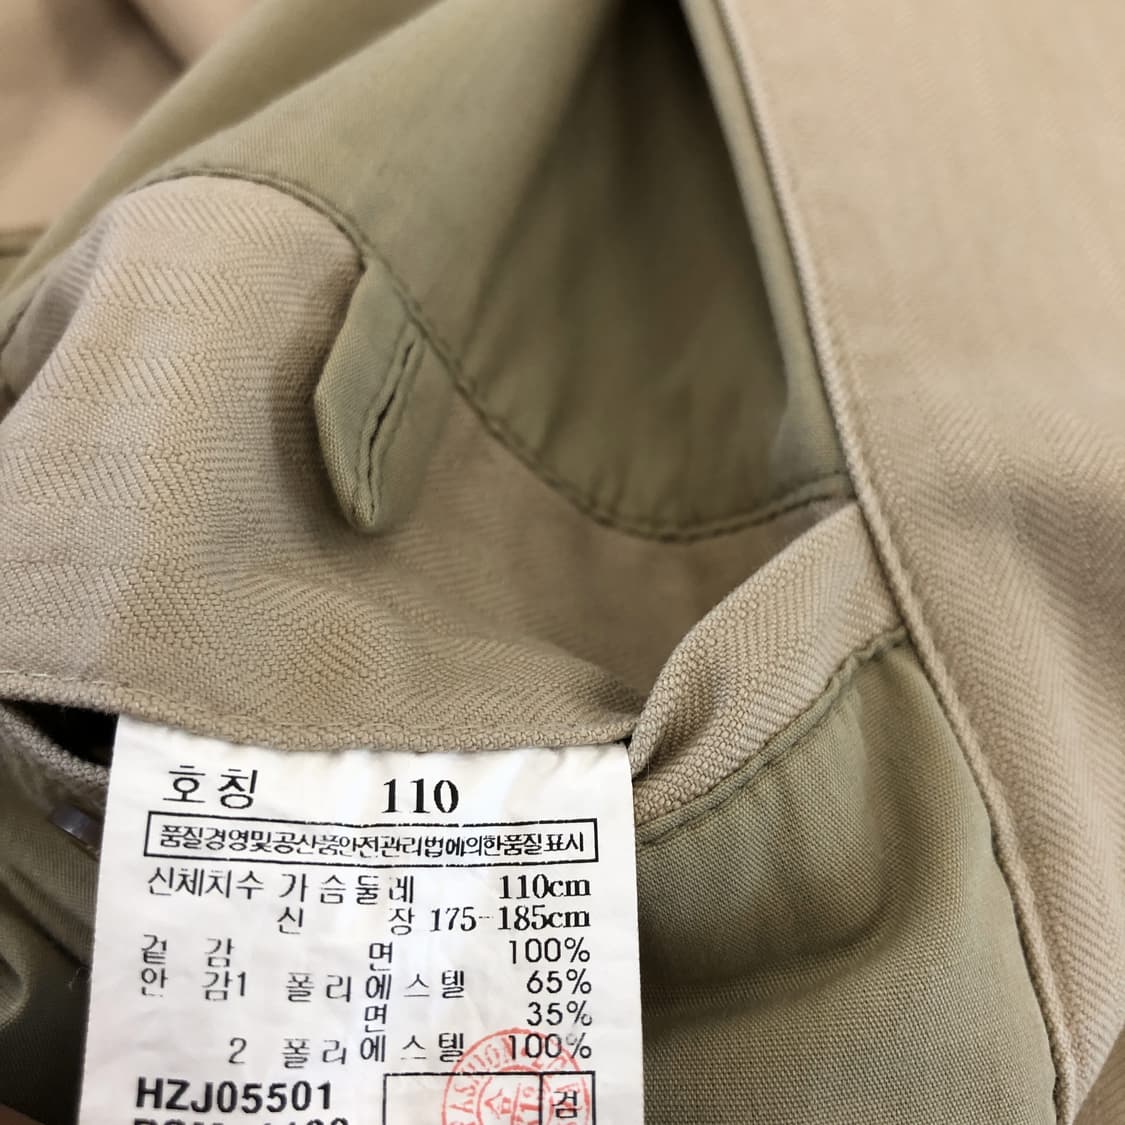 호칭 110
품질경영및공산품안전관리법에의한품질표시
신체치수 가슴둘레 110cm
신 장 175-185cm
겉 감 면 100%
안 감1 폴리에스텔 65%
면 35%
2 폴리에스텔 100%
HZJ05501
검